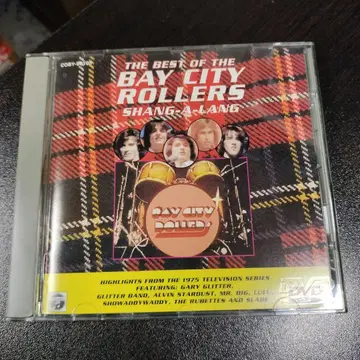 THE BEST OF THE
BAY CITY
ROLLERS
SHANG-A-LANG
BAY CITY
ROLLERS
HIGHLIGHTS FROM THE 1975 TELEVISION SERIES
FEATURING: GARY GLITTER,
GLITTER BAND, ALVIN STARDUST, MR. BIG, LULU,
SHOWADDYWADDY, THE RUBETTES AND SLADE